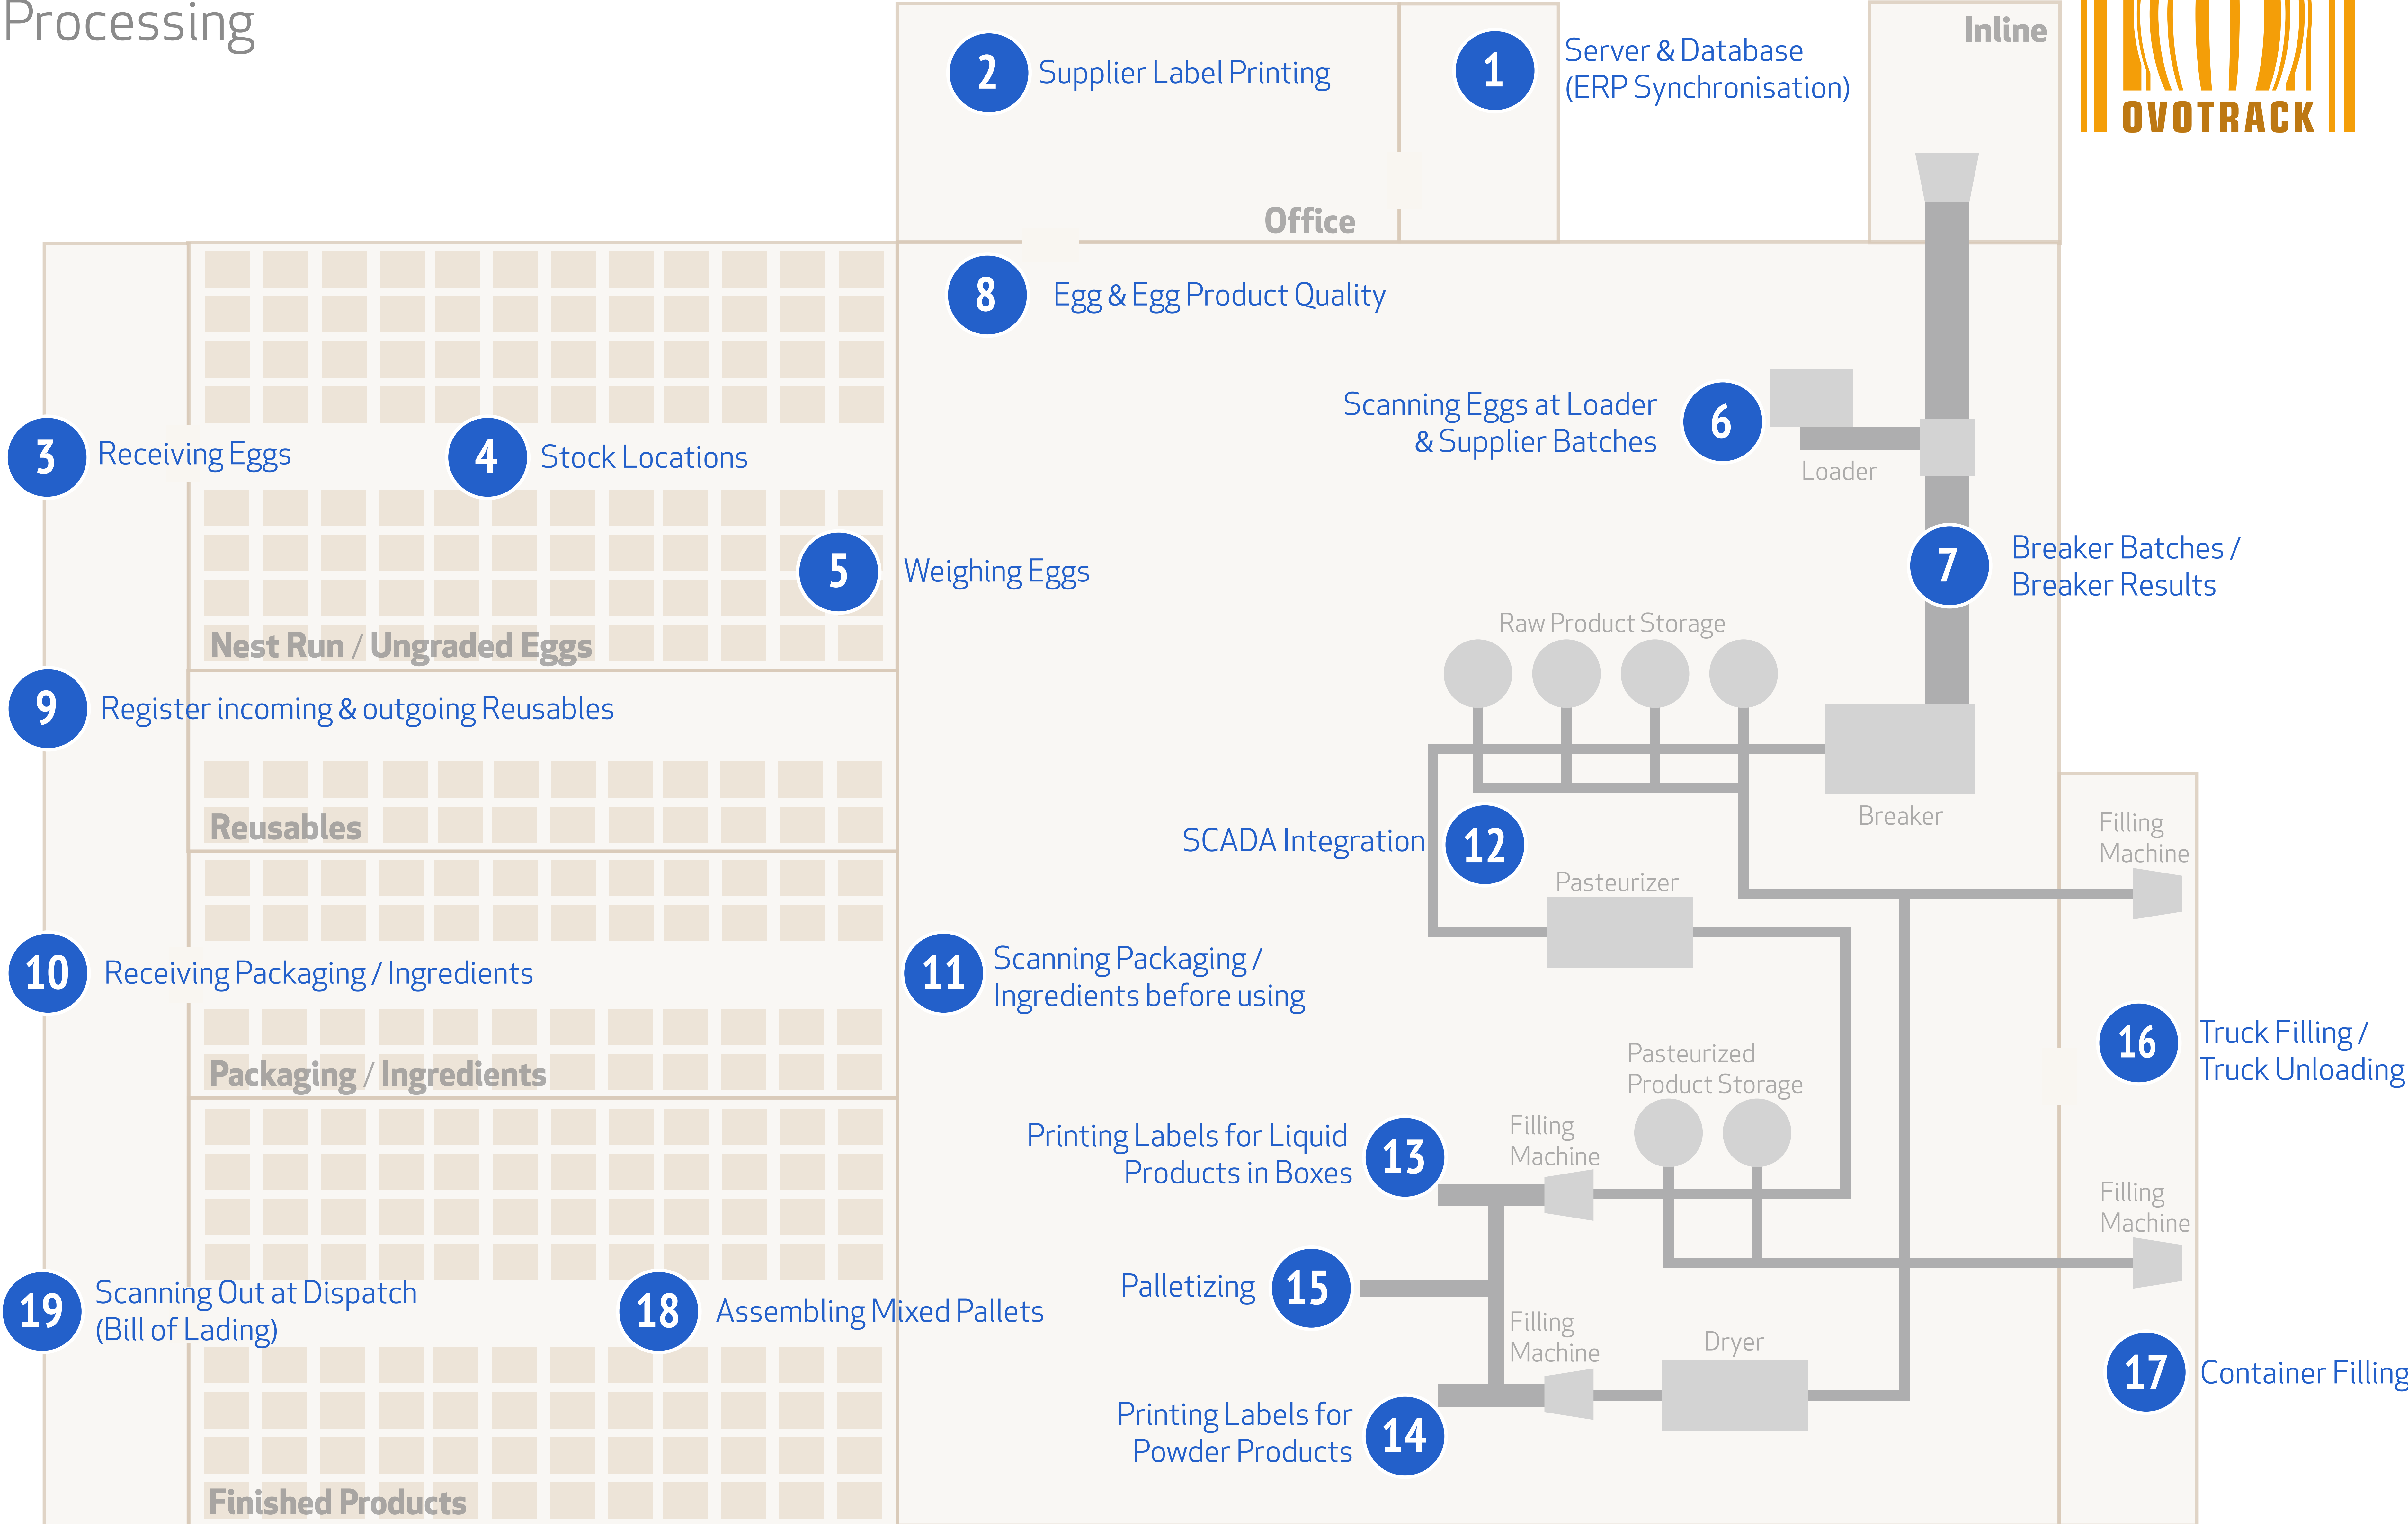 Processing
Inline
OVOTRACK
2
Supplier Label Printing
1
Server & Database
(ERP Synchronisation)
Office
8
Egg & Egg Product Quality
3
Receiving Eggs
4
Stock Locations
Scanning Eggs at Loader
& Supplier Batches
6
Loader
5
Weighing Eggs
7
Breaker Batches /
Breaker Results
Nest Run / Ungraded Eggs
Raw Product Storage
9
Register incoming & outgoing Reusables
Reusables
SCADA Integration
12
Breaker
Filling
Machine
Pasteurizer
10
Receiving Packaging / Ingredients
11
Scanning Packaging /
Ingredients before using
Packaging / Ingredients
16
Truck Filling /
Truck Unloading
Pasteurized
Product Storage
Printing Labels for Liquid
Products in Boxes
13
Filling
Machine
Filling
Machine
19
Scanning Out at Dispatch
(Bill of Lading)
18
Assembling Mixed Pallets
Palletizing
15
Filling
Machine
Dryer
17
Container Filling
Printing Labels for
Powder Products
14
Finished Products